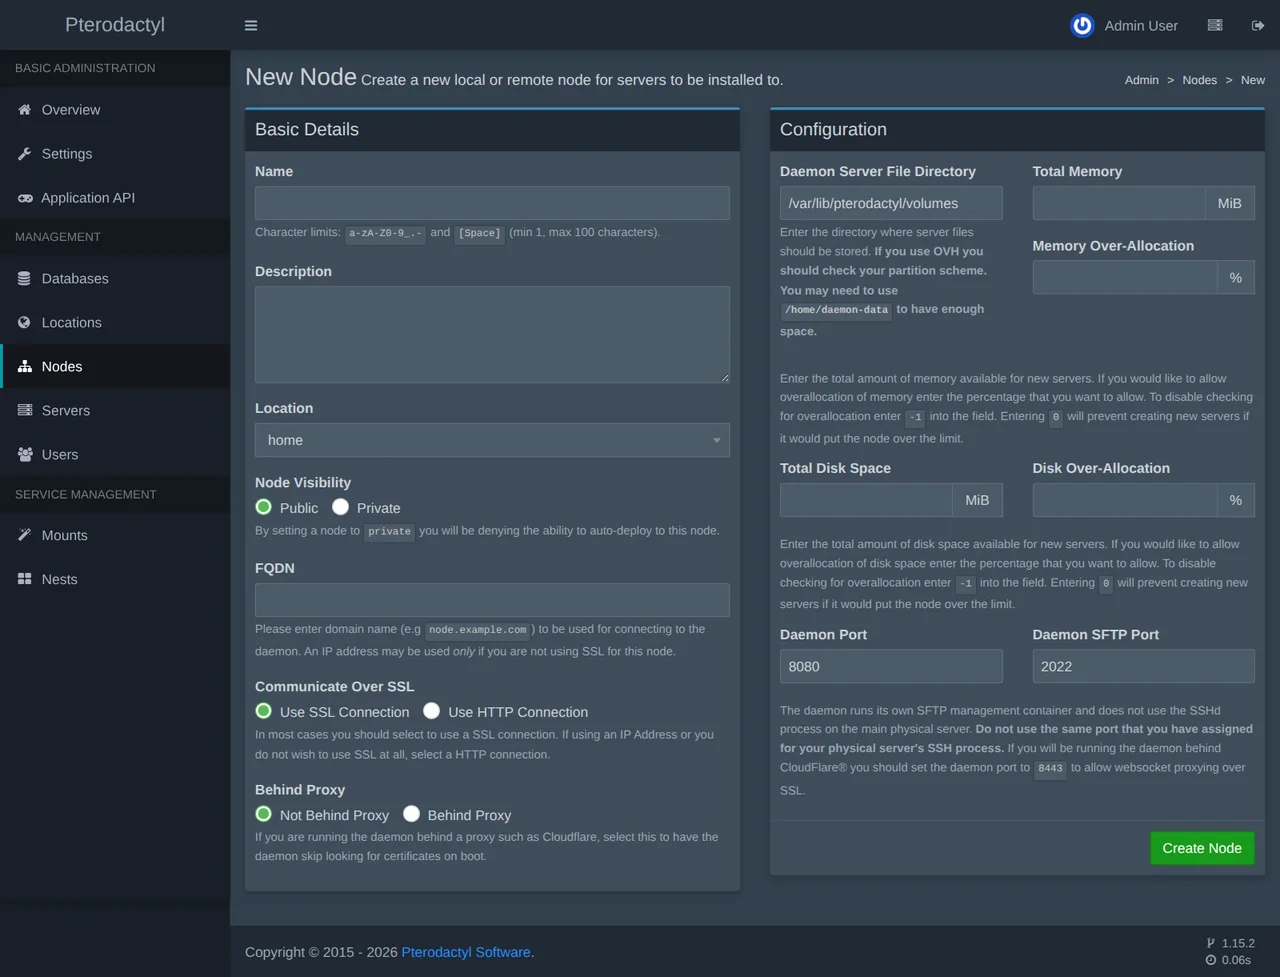 Pterodactyl
Admin User
BASIC ADMINISTRATION
Overview
Settings
Application API
MANAGEMENT
Databases
Locations
Nodes
Servers
Users
SERVICE MANAGEMENT
Mounts
Nests
New Node Create a new local or remote node for servers to be installed to.
Admin > Nodes > New
Basic Details
Name
Character limits: a-zA-Z0-9_.- and [Space] (min 1, max 100 characters).
Description
Location
home
Node Visibility
Public Private
By setting a node to private you will be denying the ability to auto-deploy to this node.
FQDN
Please enter domain name (e.g node.example.com) to be used for connecting to the
daemon. An IP address may be used only if you are not using SSL for this node.
Communicate Over SSL
Use SSL Connection Use HTTP Connection
In most cases you should select to use a SSL connection. If using an IP Address or you
do not wish to use SSL at all, select a HTTP connection.
Behind Proxy
Not Behind Proxy Behind Proxy
If you are running the daemon behind a proxy such as Cloudflare, select this to have the
daemon skip looking for certificates on boot.
Configuration
Daemon Server File Directory
/var/lib/pterodactyl/volumes
Enter the directory where server files
should be stored. If you use OVH you
should check your partition scheme.
You may need to use
/home/daemon-data to have enough
space.
Total Memory
MiB
Memory Over-Allocation
%
Enter the total amount of memory available for new servers. If you would like to allow
overallocation of memory enter the percentage that you want to allow. To disable checking
for overallocation enter -1 into the field. Entering 0 will prevent creating new servers if
it would put the node over the limit.
Total Disk Space
MiB
Disk Over-Allocation
%
Enter the total amount of disk space available for new servers. If you would like to allow
overallocation of disk space enter the percentage that you want to allow. To disable
checking for overallocation enter -1 into the field. Entering 0 will prevent creating new
servers if it would put the node over the limit.
Daemon Port
8080
Daemon SFTP Port
2022
The daemon runs its own SFTP management container and does not use the SSHd
process on the main physical server. Do not use the same port that you have assigned
for your physical server's SSH process. If you will be running the daemon behind
CloudFlare® you should set the daemon port to 8443 to allow websocket proxying over
SSL.
Create Node
Copyright © 2015 - 2026 Pterodactyl Software.
1.15.2
0.06s